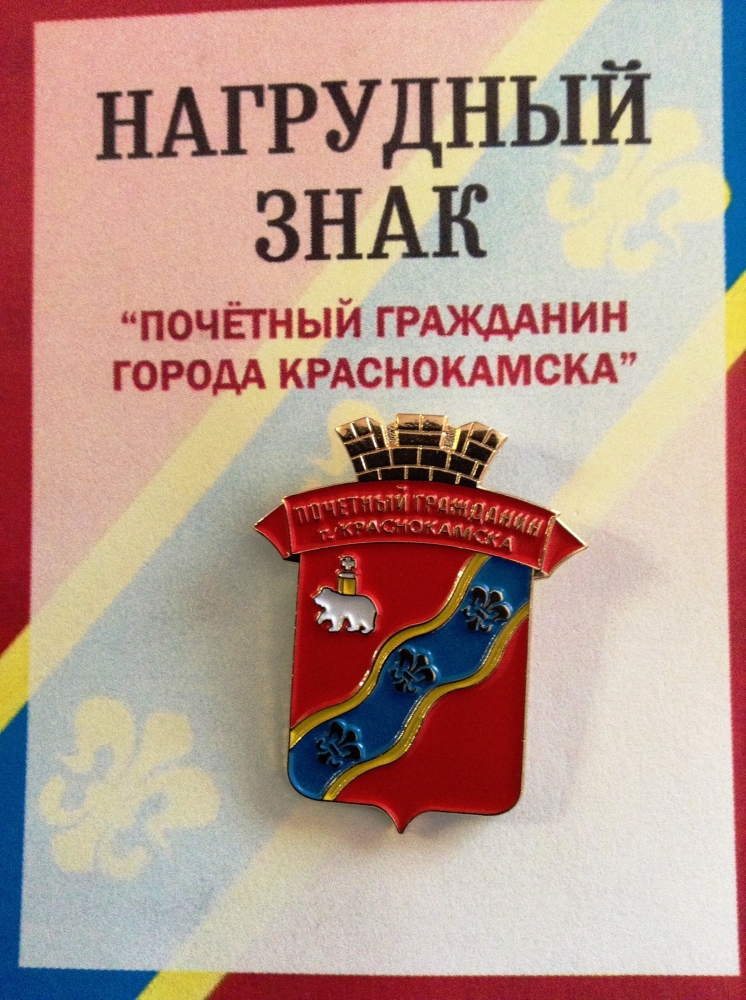 НАГРУДНЫЙ
ЗНАК
“ПОЧЁТНЫЙ ГРАЖДАНИН
ГОРОДА КРАСНОКАМСКА”
ПОЧЕТНЫЙ ГРАЖДАНИН
г. КРАСНОКАМСКА